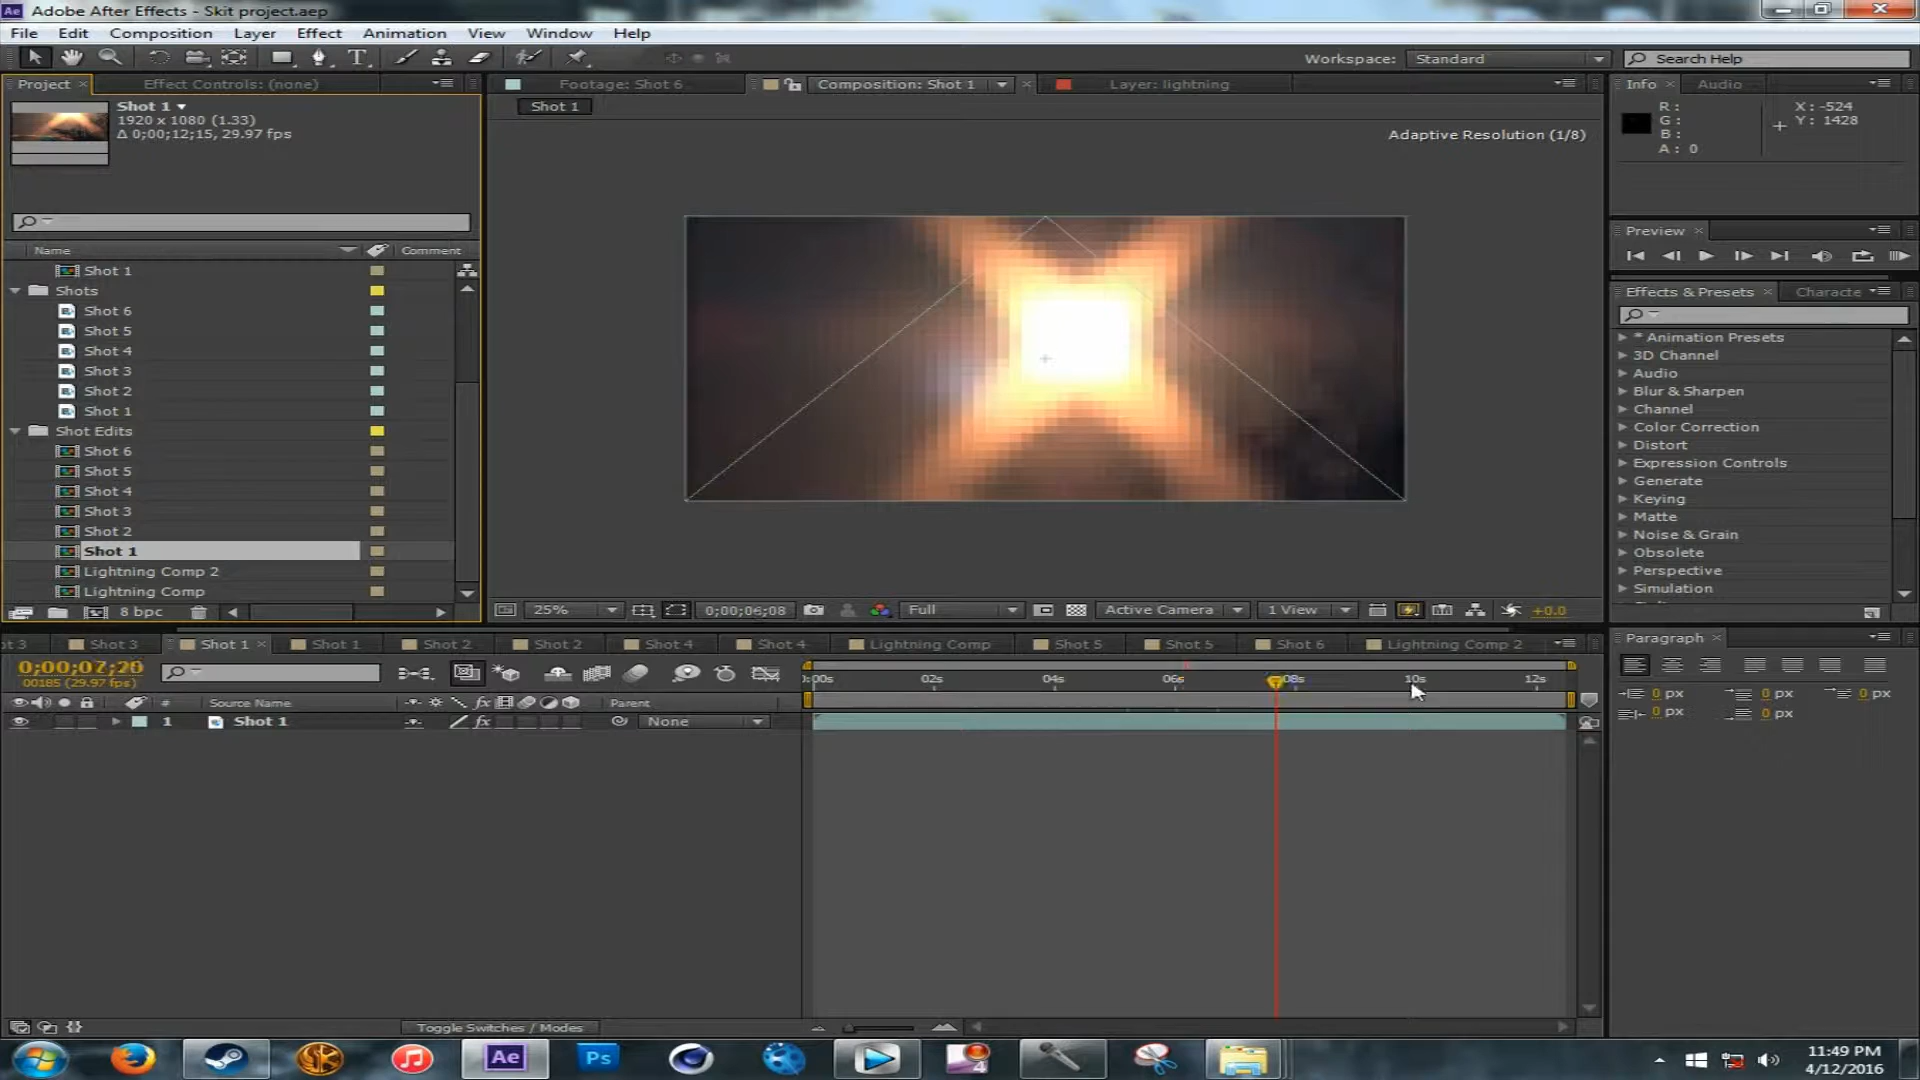 Adobe After Effects - Skit project.aep
File Edit Composition Layer Effect Animation View Window Help
Workspace: Standard Search Help
Project Effect Controls: (none) Footage: Shot 6 Composition: Shot 1 Layer: lightning Info Audio
Shot 1
1920 x 1080 (1.33)
Δ 0;00;12;15, 29.97 fps
Shot 1
Adaptive Resolution (1/8)
R :
G :
B :
A : 0
X : -524
Y : 1428
Preview
Effects & Presets Characte
* Animation Presets
3D Channel
Audio
Blur & Sharpen
Channel
Color Correction
Distort
Expression Controls
Generate
Keying
Matte
Noise & Grain
Obsolete
Perspective
Simulation
Name Comment
Shot 1
Shots
Shot 6
Shot 5
Shot 4
Shot 3
Shot 2
Shot 1
Shot Edits
Shot 6
Shot 5
Shot 4
Shot 3
Shot 2
Shot 1
Lightning Comp 2
Lightning Comp
8 bpc
25% 0;00;06;08 Full Active Camera 1 View +0.0
t 3 Shot 3 Shot 1 Shot 1 Shot 2 Shot 2 Shot 4 Shot 4 Lightning Comp Shot 5 Shot 5 Shot 6 Lightning Comp 2
Paragraph
0 px 0 px 0 px
0 px 0 px
00185 (29.97 fps)
:00s 02s 04s 06s 08s 10s 12s
# Source Name fx Parent
1 Shot 1 fx None
Toggle Switches / Modes
Ae Ps 4
11:49 PM
4/12/2016